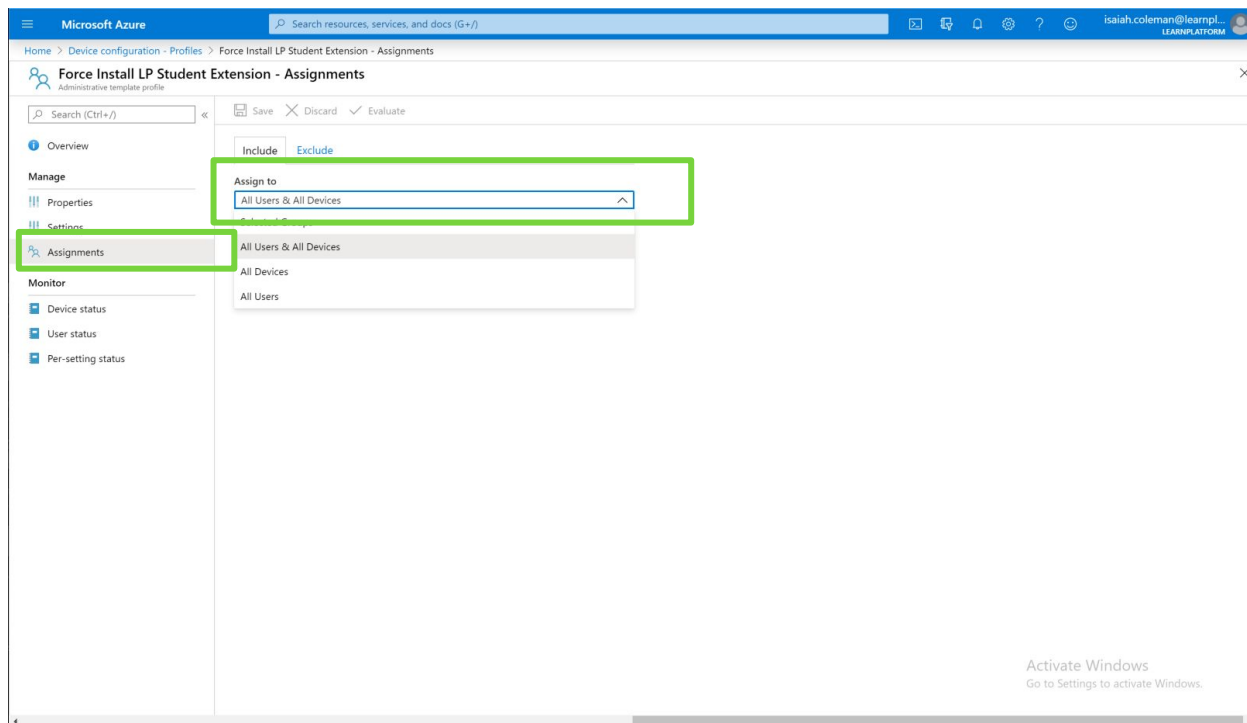 Microsoft Azure
Search resources, services, and docs (G+/)
isaiah.coleman@learnpl...
LEARNPLATFORM
Home > Device configuration - Profiles > Force Install LP Student Extension - Assignments
Force Install LP Student Extension - Assignments
Administrative template profile
Search (Ctrl+/)
Save Discard Evaluate
Overview
Include Exclude
Manage
Assign to
Properties
All Users & All Devices
Settings
Selected Groups
Assignments
All Users & All Devices
All Devices
Monitor
All Users
Device status
User status
Per-setting status
Activate Windows
Go to Settings to activate Windows.